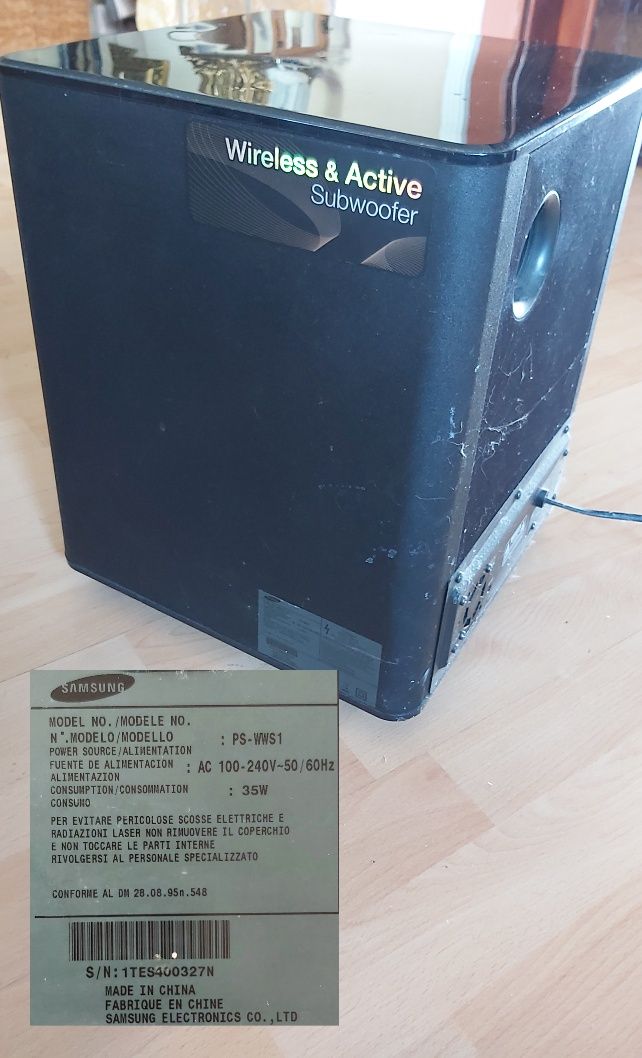 Wireless & Active
Subwoofer
SAMSUNG
MODEL NO./MODELE NO.
N°.MODELO/MODELLO : PS-WWS1
POWER SOURCE/ALIMENTATION
FUENTE DE ALIMENTACION : AC 100-240V~50/60Hz
ALIMENTAZION
CONSUMPTION/CONSOMMATION : 35W
CONSUMO
PER EVITARE PERICOLOSE SCOSSE ELETTRICHE E
RADIAZIONI LASER NON RIMUOVERE IL COPERCHIO
E NON TOCCARE LE PARTI INTERNE
RIVOLGERSI AL PERSONALE SPECIALIZZATO
CONFORME AL DM 28.08.95n.548
S/N:1TES400327N
MADE IN CHINA
FABRIQUE EN CHINE
SAMSUNG ELECTRONICS CO.,LTD